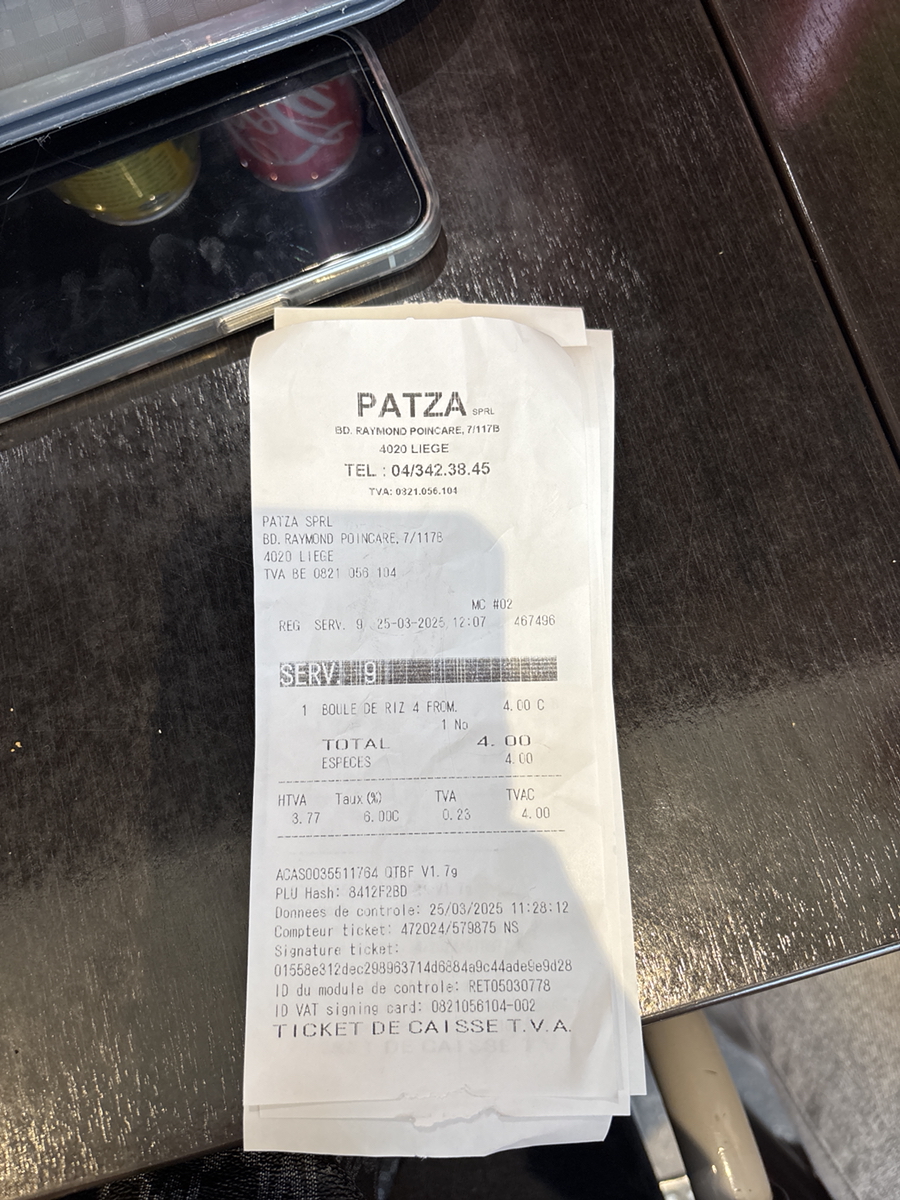 PATZA SPRL
BD. RAYMOND POINCARE, 7/117B
4020 LIEGE
TEL : 04/342.38.45
TVA: 0821.056.104
PATZA SPRL
BD. RAYMOND POINCARE, 7/117B
4020 LIEGE
TVA BE 0821 056 104
MC #02
REG SERV. 9 25-03-2025 12:07 467496
SERV. 9
1 BOULE DE RIZ 4 FROM. 4.00 C
1 No
TOTAL 4.00
ESPECES 4.00
HTVA Taux(%) TVA TVAC
3.77 6.00C 0.23 4.00
ACAS0035511764 QTBF V1.7g
PLU Hash: 8412F2BD
Donnees de controle: 25/03/2025 11:28:12
Compteur ticket: 472024/579875 NS
Signature ticket:
01558e312dec298963714d6884a9c44ade9e9d28
ID du module de controle: RET05030778
ID VAT signing card: 0821056104-002
TICKET DE CAISSE T.V.A.